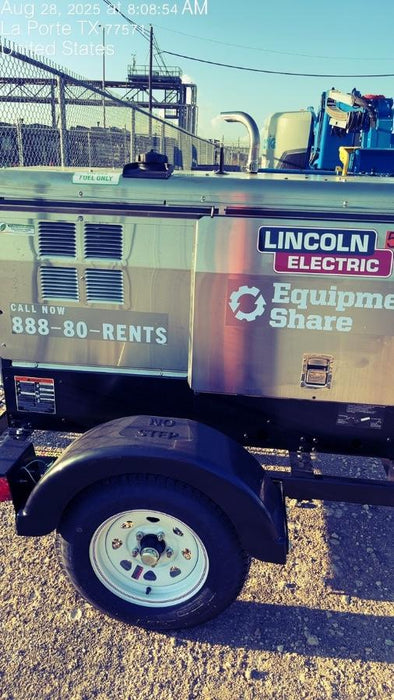 Aug 28, 2025 at 8:08:54 AM
La Porte TX 77571
United States
FUEL ONLY
LINCOLN
ELECTRIC
CALL NOW
888-80-RENTS
Equipme
Share
NO
STEP